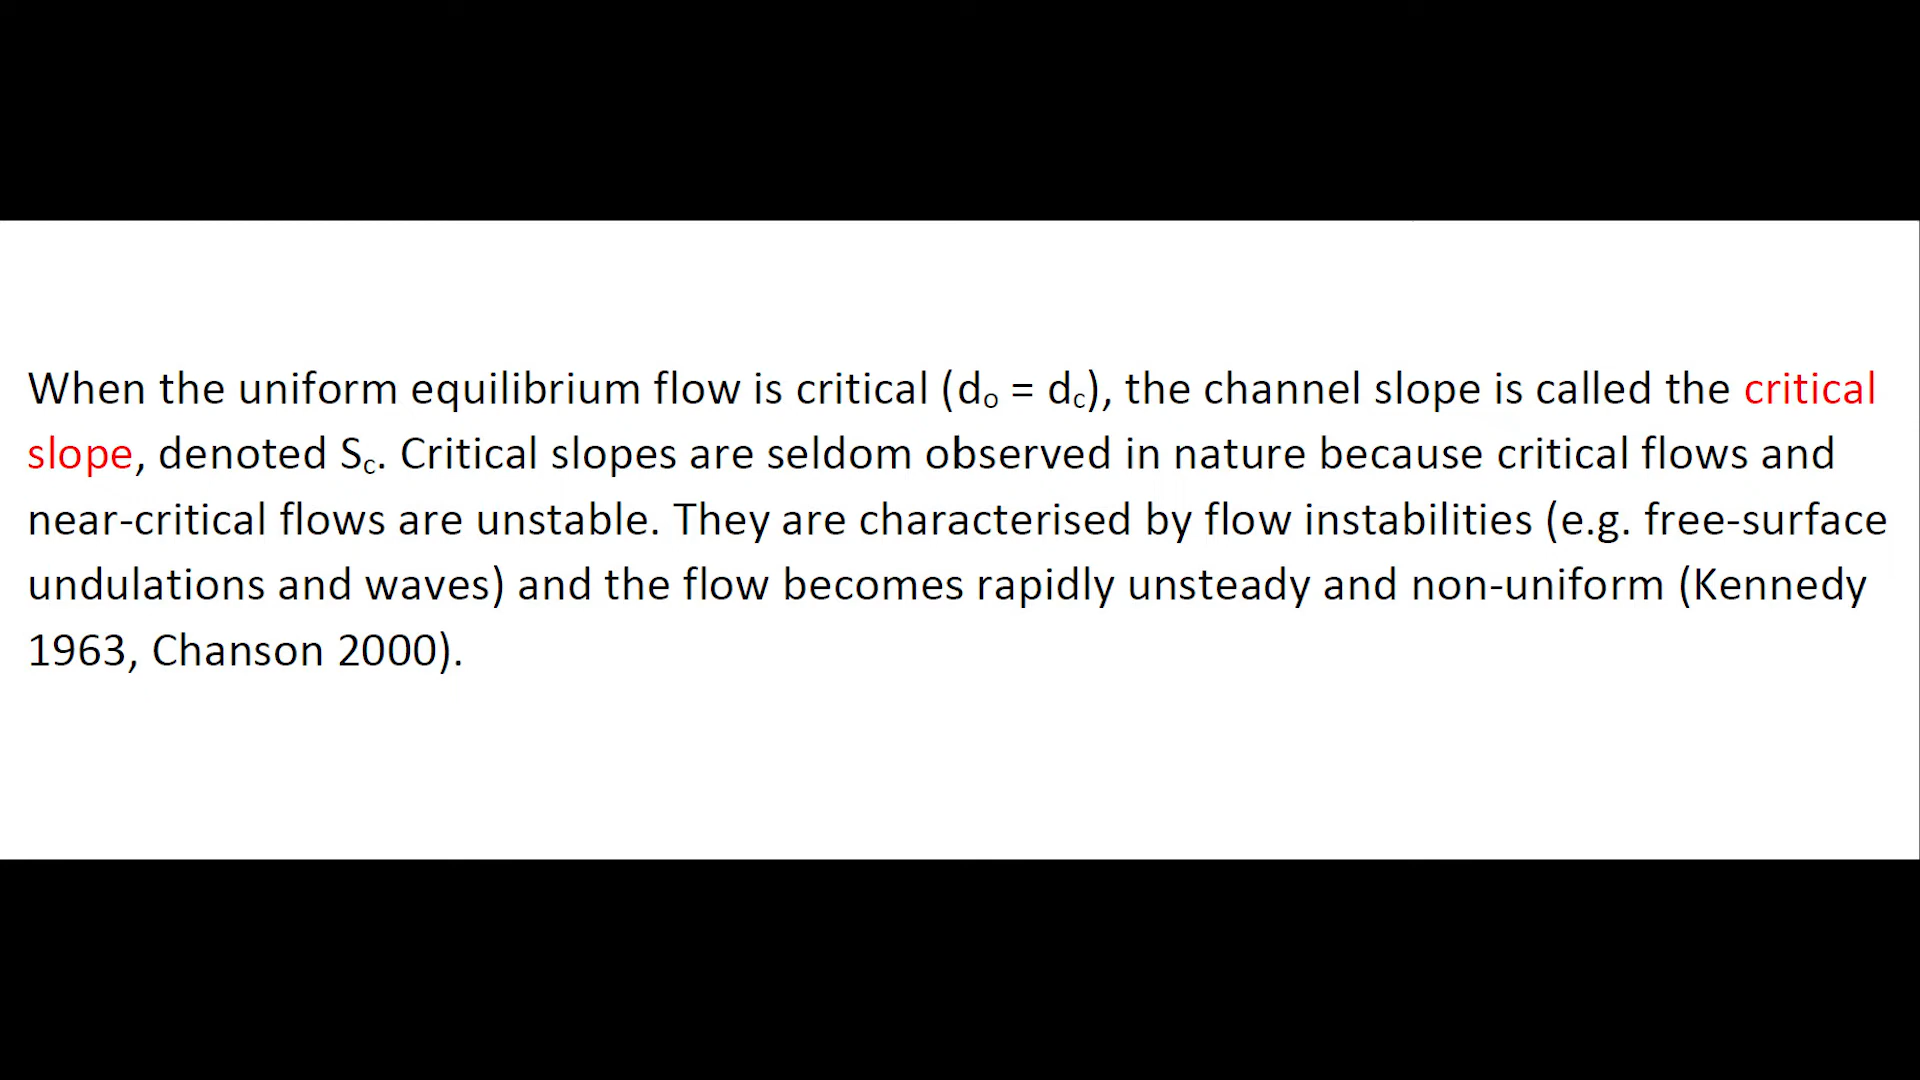 When the uniform equilibrium flow is critical (dₒ = d꜀), the channel slope is called the critical
slope, denoted S꜀. Critical slopes are seldom observed in nature because critical flows and
near-critical flows are unstable. They are characterised by flow instabilities (e.g. free-surface
undulations and waves) and the flow becomes rapidly unsteady and non-uniform (Kennedy
1963, Chanson 2000).